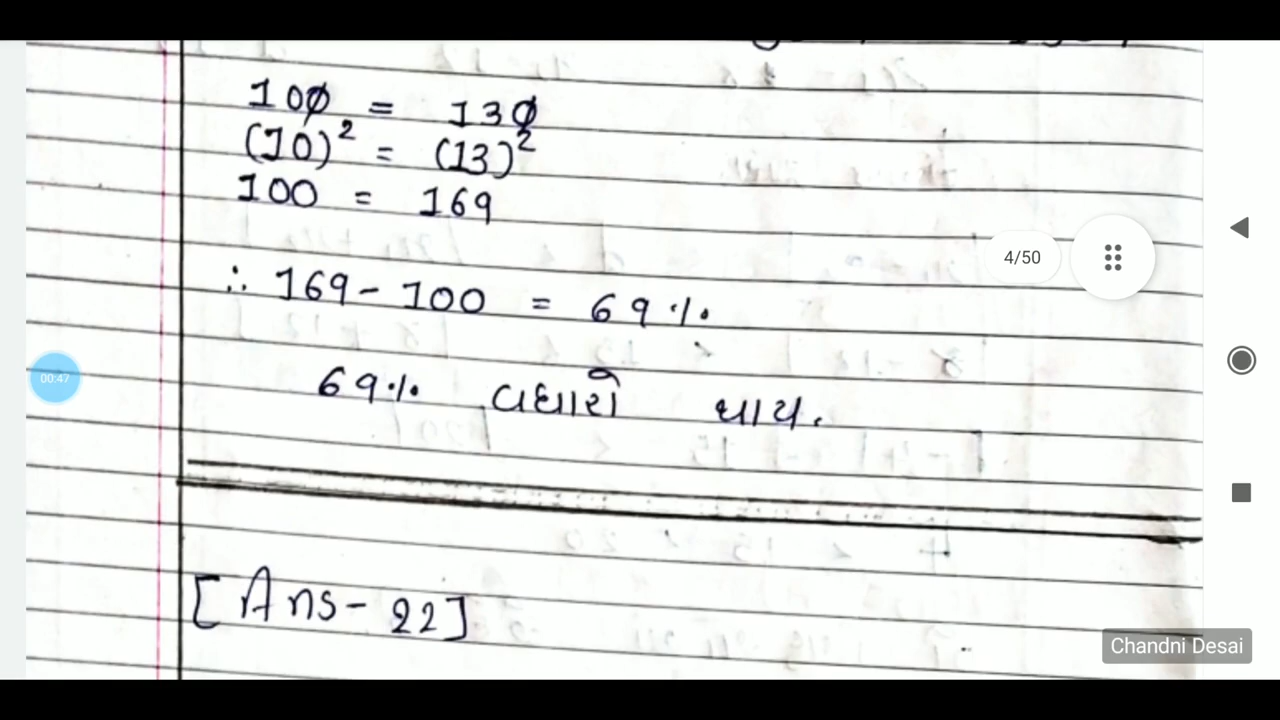 100 = 130
(10)² = (13)²
100 = 169
4/50
∴ 169 - 100 = 69 %
00:47
69% વધારો થાય.
[Ans - 22]
Chandni Desai